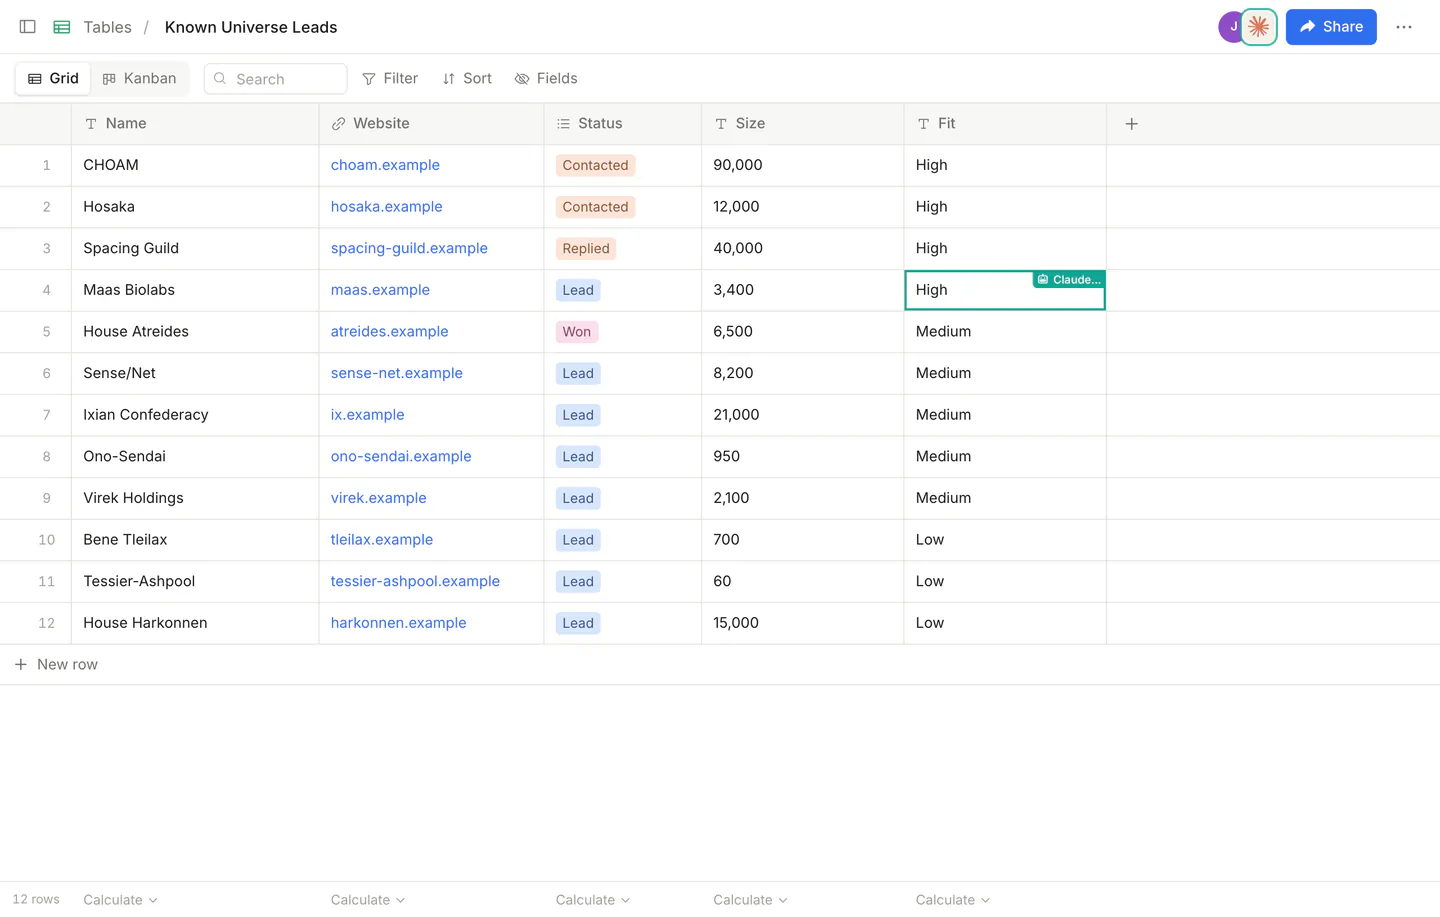 Tables / Known Universe Leads
J
Share
Grid
Kanban
Search
Filter
Sort
Fields
Name Website Status Size Fit
1 CHOAM choam.example Contacted 90,000 High
2 Hosaka hosaka.example Contacted 12,000 High
3 Spacing Guild spacing-guild.example Replied 40,000 High
4 Maas Biolabs maas.example Lead 3,400 High Claude...
5 House Atreides atreides.example Won 6,500 Medium
6 Sense/Net sense-net.example Lead 8,200 Medium
7 Ixian Confederacy ix.example Lead 21,000 Medium
8 Ono-Sendai ono-sendai.example Lead 950 Medium
9 Virek Holdings virek.example Lead 2,100 Medium
10 Bene Tleilax tleilax.example Lead 700 Low
11 Tessier-Ashpool tessier-ashpool.example Lead 60 Low
12 House Harkonnen harkonnen.example Lead 15,000 Low
+ New row
12 rows Calculate Calculate Calculate Calculate Calculate